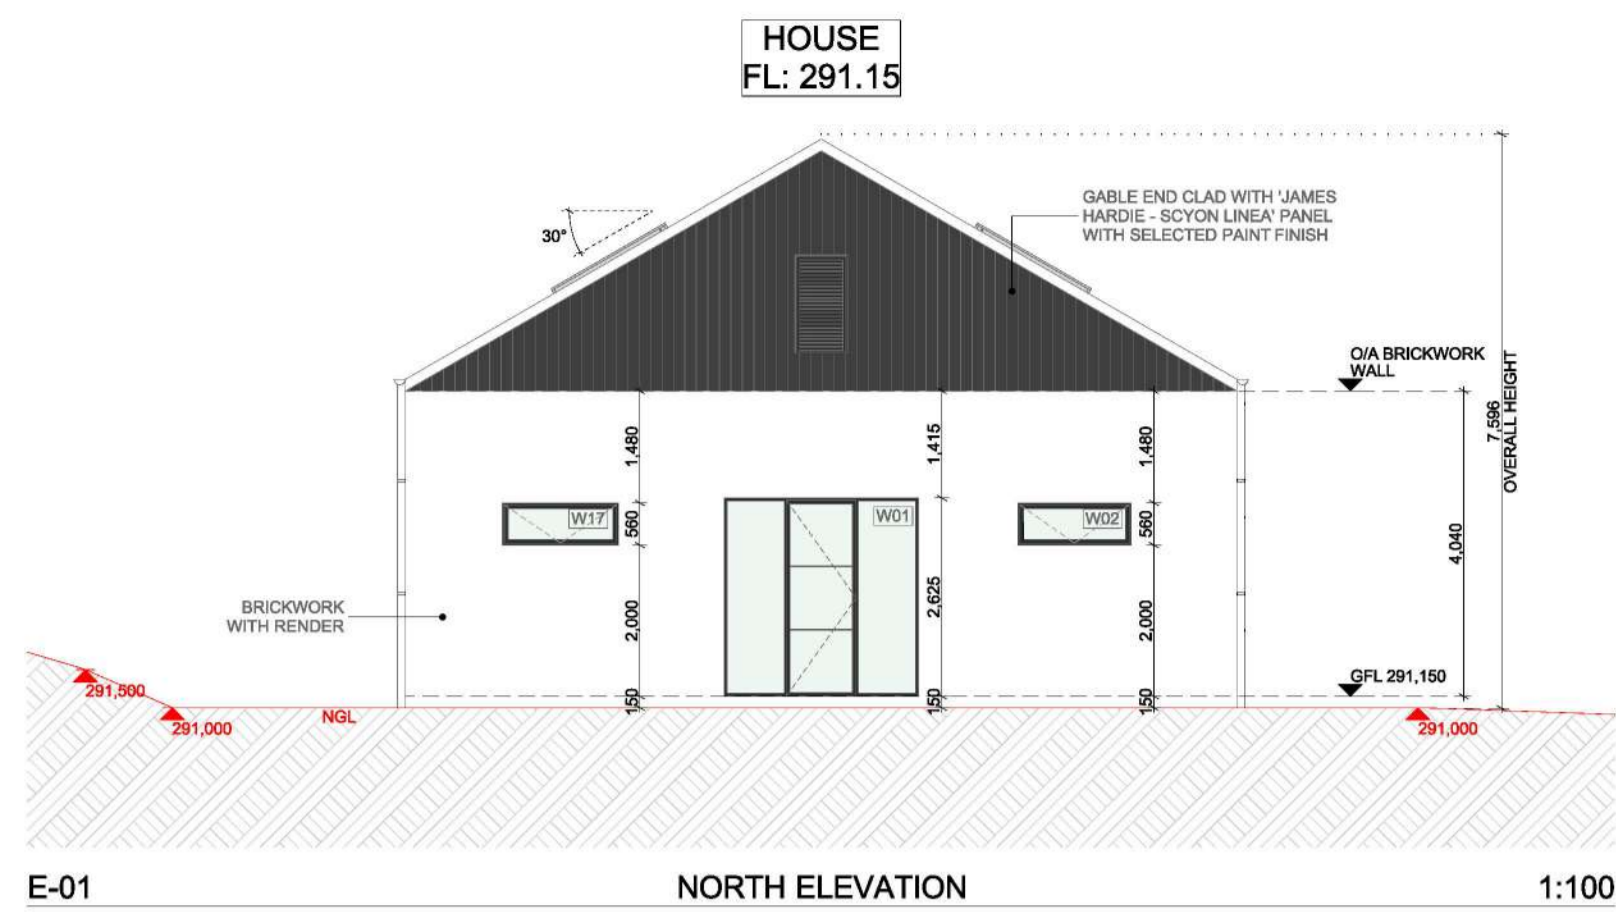 HOUSE
FL: 291.15
GABLE END CLAD WITH 'JAMES
HARDIE - SCYON LINEA' PANEL
WITH SELECTED PAINT FINISH
30°
O/A BRICKWORK
WALL
7,596
OVERALL HEIGHT
1,480
1,415
1,480
W17
560
W01
W02
560
4,040
BRICKWORK
WITH RENDER
2,000
2,625
2,000
GFL 291,150
291,500
150
150
150
291,000
NGL
291,000
E-01
NORTH ELEVATION
1:100